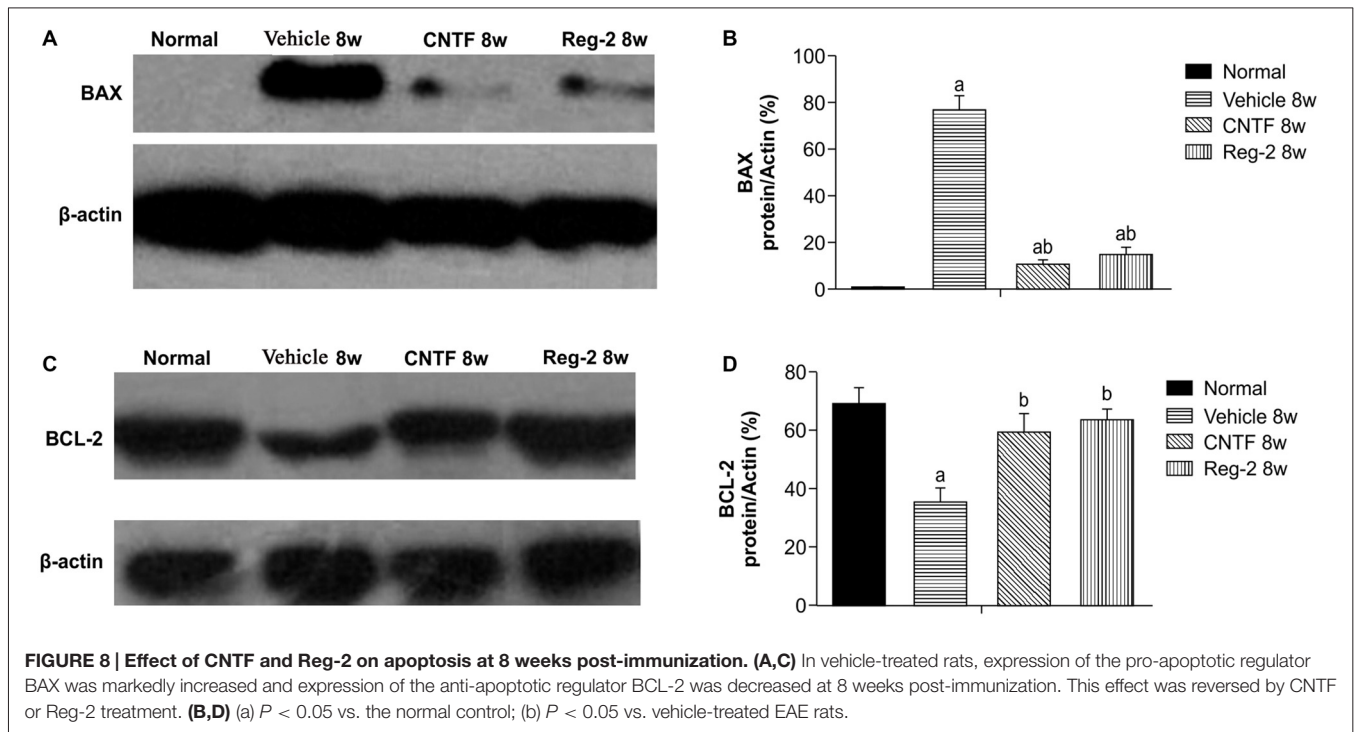 A
Normal Vehicle 8w CNTF 8w Reg-2 8w
BAX
β-actin
B
BAX
protein/Actin (%)
100
80
60
40
20
0
a
ab
ab
Normal
Vehicle 8w
CNTF 8w
Reg-2 8w
C
Normal Vehicle 8w CNTF 8w Reg-2 8w
BCL-2
β-actin
D
BCL-2
protein/Actin (%)
80
60
40
20
0
a
b
b
Normal
Vehicle 8w
CNTF 8w
Reg-2 8w
FIGURE 8 | Effect of CNTF and Reg-2 on apoptosis at 8 weeks post-immunization. (A,C) In vehicle-treated rats, expression of the pro-apoptotic regulator
BAX was markedly increased and expression of the anti-apoptotic regulator BCL-2 was decreased at 8 weeks post-immunization. This effect was reversed by CNTF
or Reg-2 treatment. (B,D) (a) P < 0.05 vs. the normal control; (b) P < 0.05 vs. vehicle-treated EAE rats.